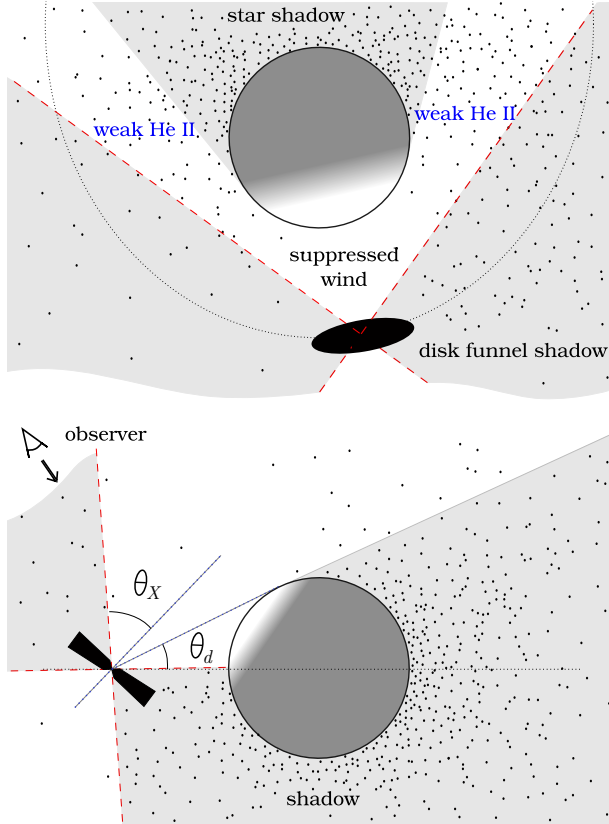 star shadow
weak He II
weak He II
suppressed
wind
disk funnel shadow
observer
θX
θd
shadow